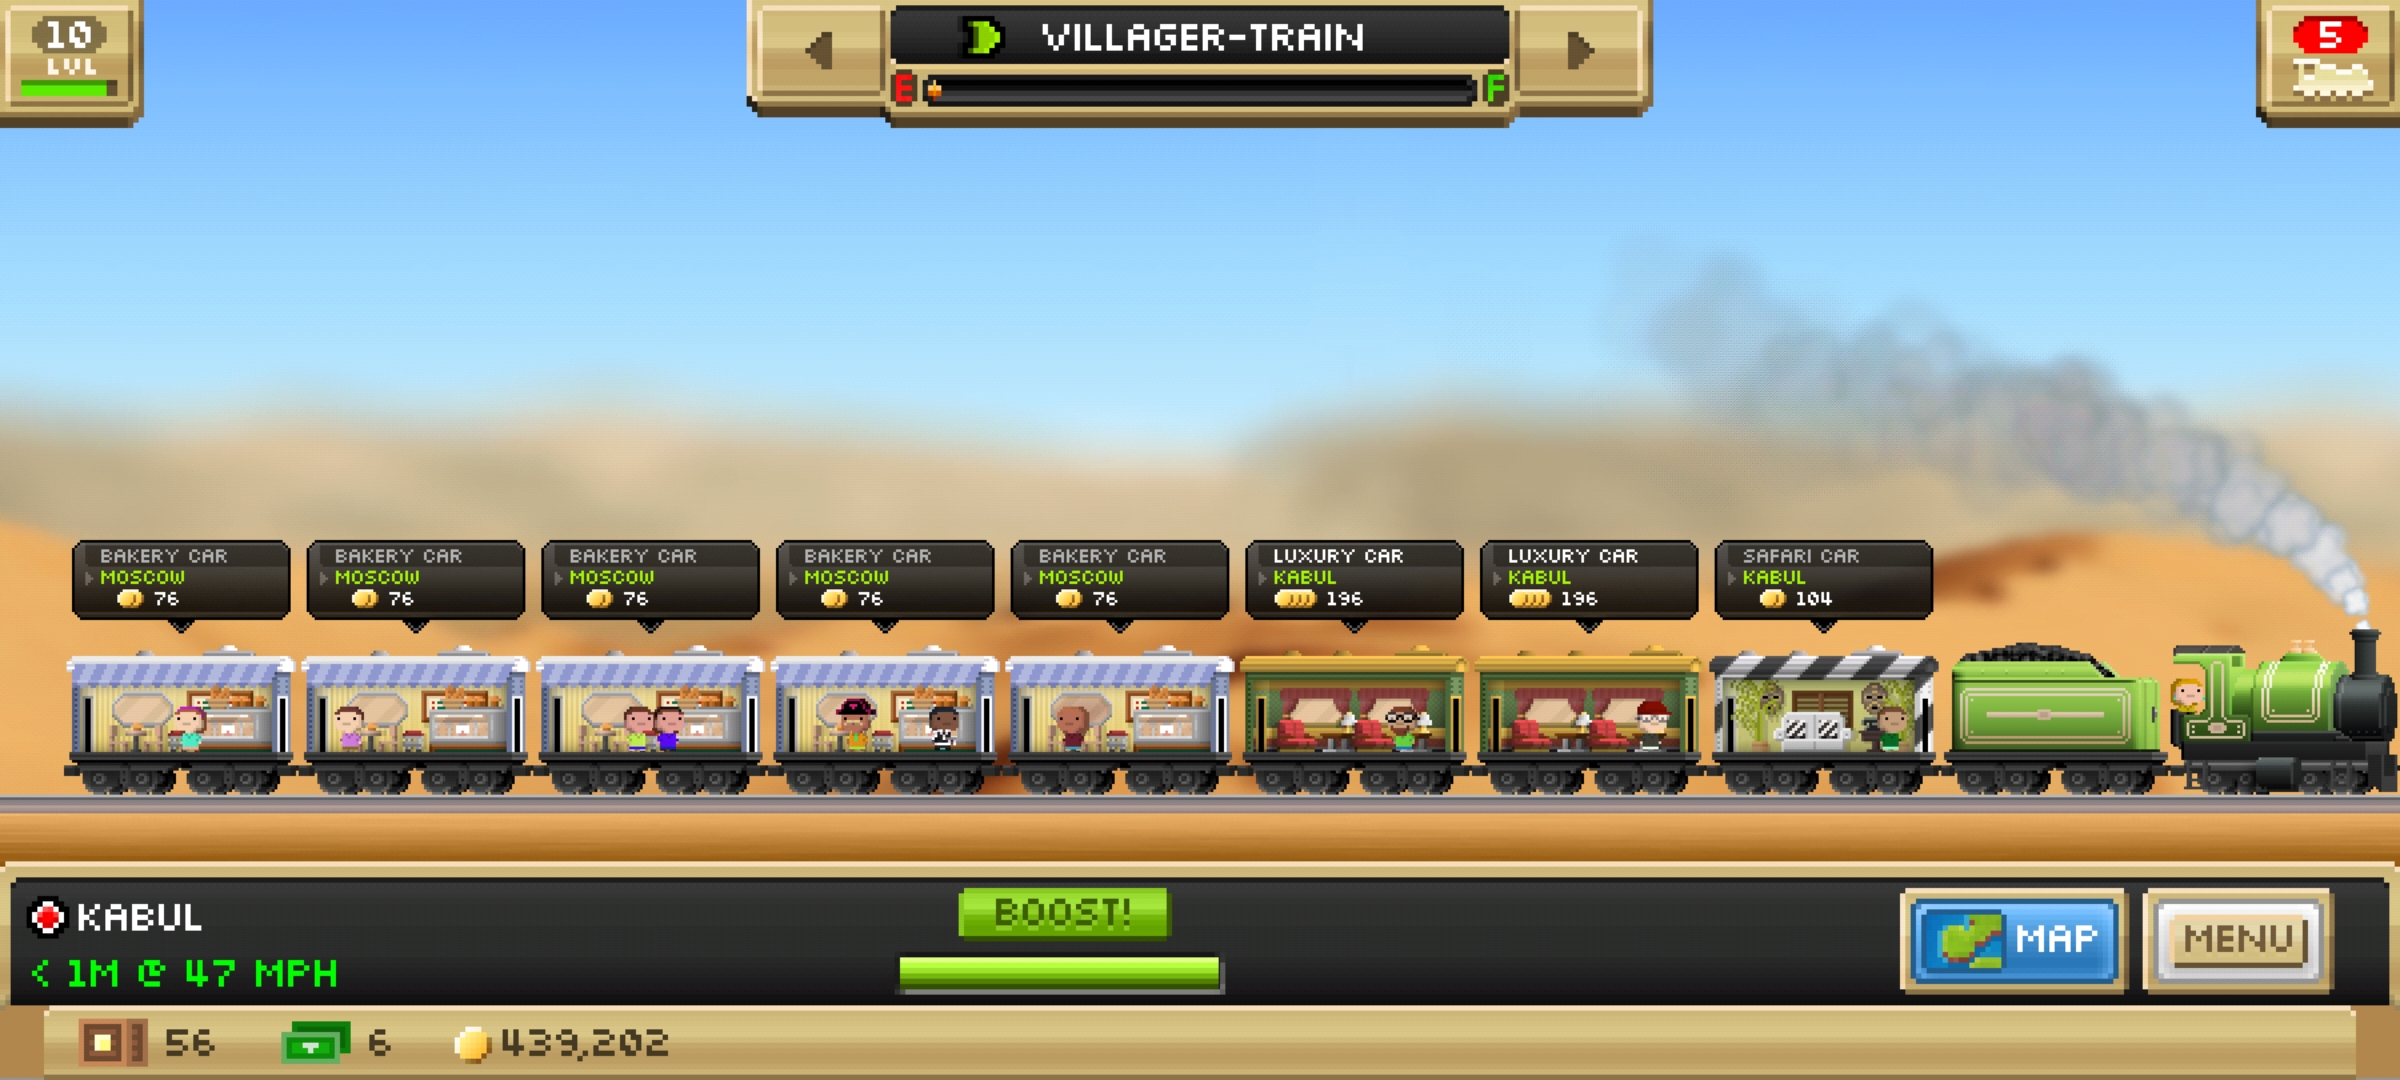 10
LVL
VILLAGER-TRAIN
E F
5
BAKERY CAR
MOSCOW
76
BAKERY CAR
MOSCOW
76
BAKERY CAR
MOSCOW
76
BAKERY CAR
MOSCOW
76
BAKERY CAR
MOSCOW
76
LUXURY CAR
KABUL
196
LUXURY CAR
KABUL
196
SAFARI CAR
KABUL
104
KABUL
< 1M @ 47 MPH
BOOST!
MAP
MENU
56
6
439,202